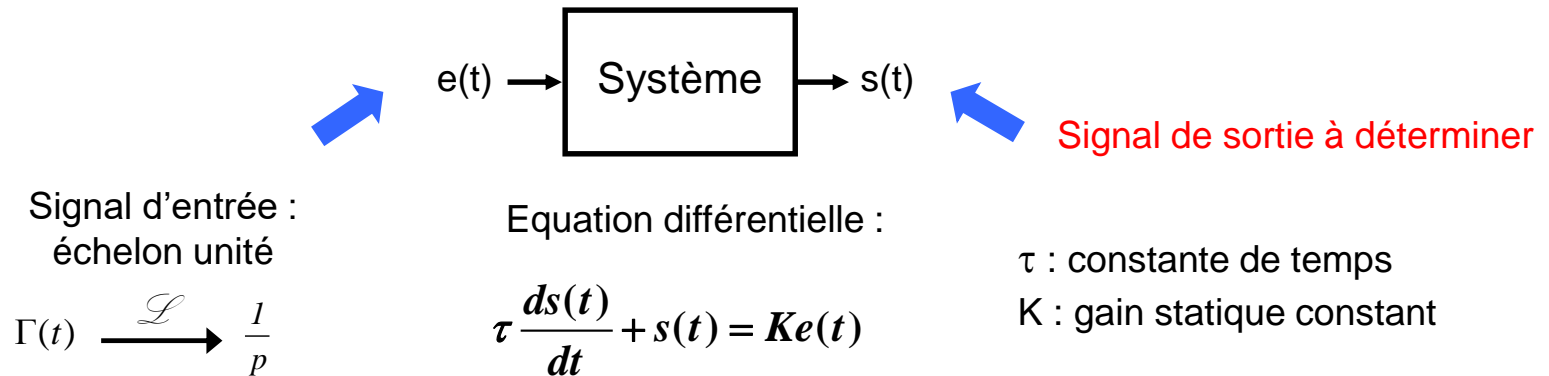 e(t) Système s(t)
Signal de sortie à déterminer
Signal d'entrée :
échelon unité
Γ(t) ℒ 1/p
Equation différentielle :
τ ds(t)/dt + s(t) = Ke(t)
τ : constante de temps
K : gain statique constant